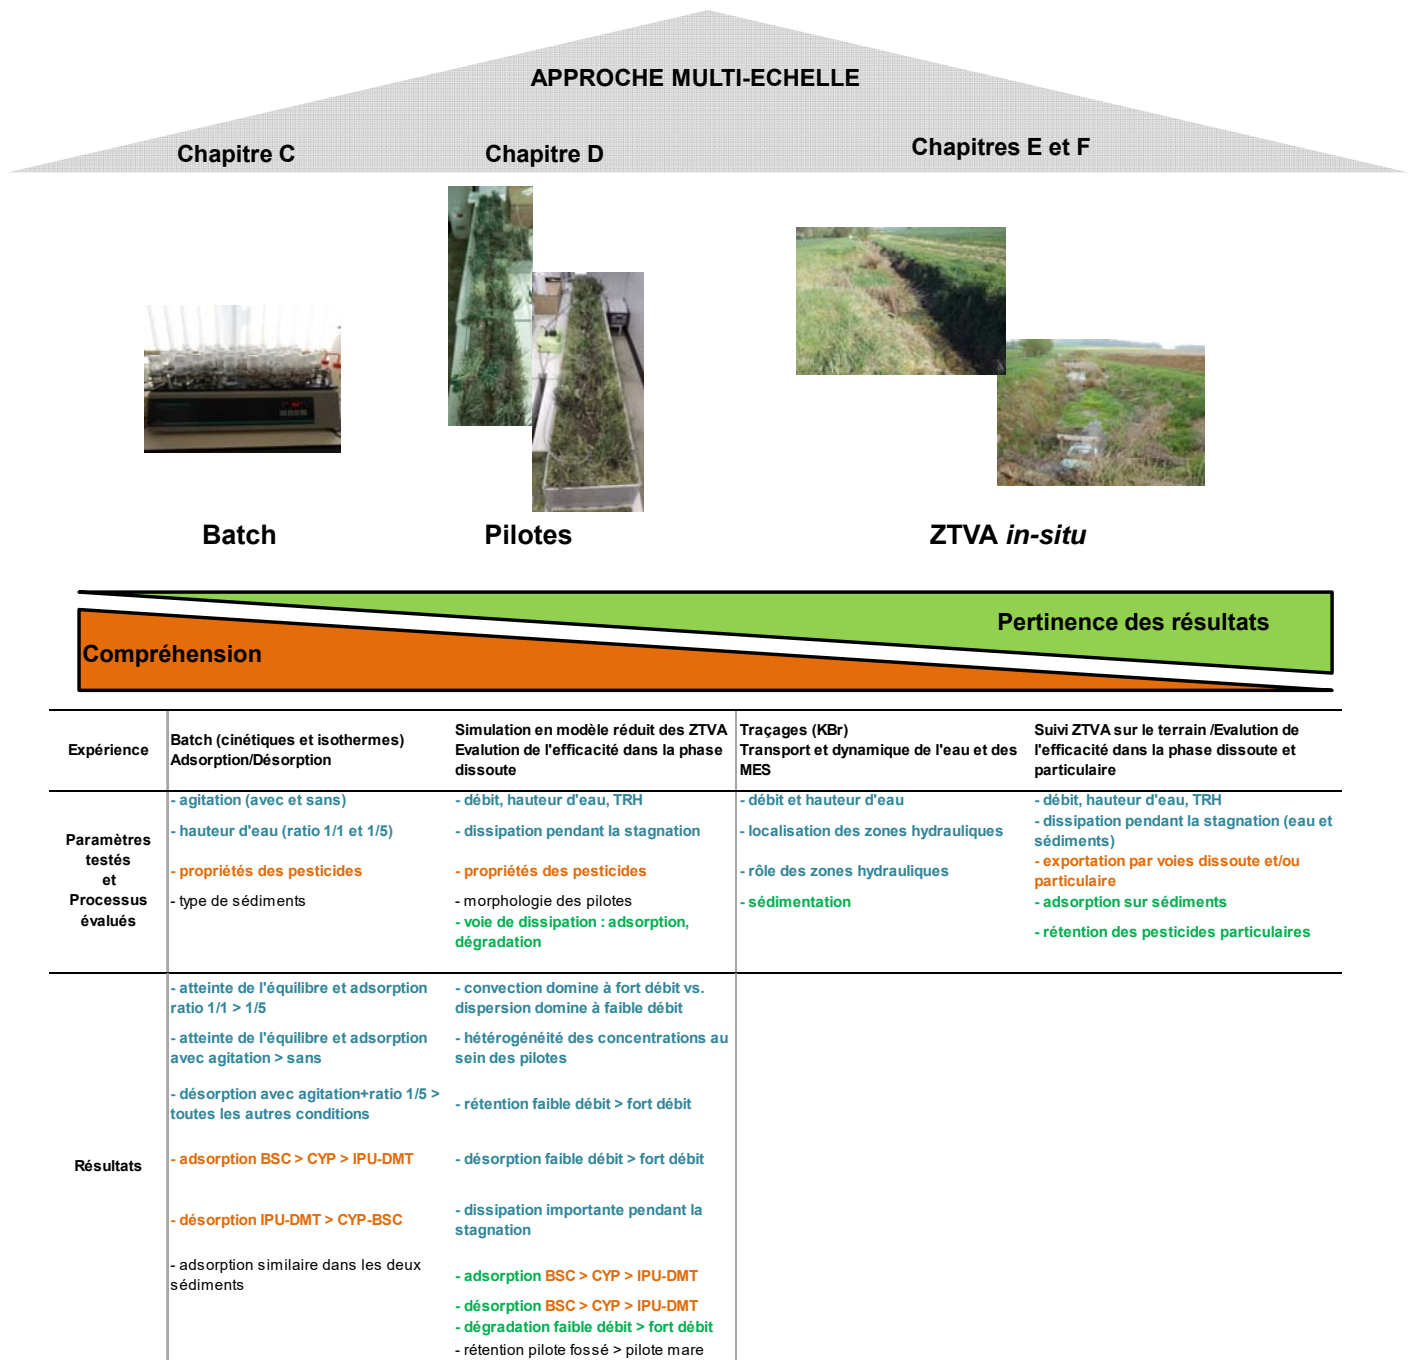 APPROCHE MULTI-ECHELLE
Chapitre C
Chapitre D
Chapitres E et F
Batch
Pilotes
ZTVA in-situ
Pertinence des résultats
Compréhension
Expérience
Batch (cinétiques et isothermes)
Adsorption/Désorption
Simulation en modèle réduit des ZTVA
Evalution de l'efficacité dans la phase
dissoute
Traçages (KBr)
Transport et dynamique de l'eau et des
MES
Suivi ZTVA sur le terrain /Evalution de
l'efficacité dans la phase dissoute et
particulaire
Paramètres
testés
et
Processus
évalués
- agitation (avec et sans)
- hauteur d'eau (ratio 1/1 et 1/5)
- propriétés des pesticides
- type de sédiments
- débit, hauteur d'eau, TRH
- dissipation pendant la stagnation
- propriétés des pesticides
- morphologie des pilotes
- voie de dissipation : adsorption,
dégradation
- débit et hauteur d'eau
- localisation des zones hydrauliques
- rôle des zones hydrauliques
- sédimentation
- débit, hauteur d'eau, TRH
- dissipation pendant la stagnation (eau et
sédiments)
- exportation par voies dissoute et/ou
particulaire
- adsorption sur sédiments
- rétention des pesticides particulaires
Résultats
- atteinte de l'équilibre et adsorption
ratio 1/1 > 1/5
- atteinte de l'équilibre et adsorption
avec agitation > sans
- désorption avec agitation+ratio 1/5 >
toutes les autres conditions
- adsorption BSC > CYP > IPU-DMT
- désorption IPU-DMT > CYP-BSC
- adsorption similaire dans les deux
sédiments
- convection domine à fort débit vs.
dispersion domine à faible débit
- hétérogénéité des concentrations au
sein des pilotes
- rétention faible débit > fort débit
- désorption faible débit > fort débit
- dissipation importante pendant la
stagnation
- adsorption BSC > CYP > IPU-DMT
- désorption BSC > CYP > IPU-DMT
- dégradation faible débit > fort débit
- rétention pilote fossé > pilote mare